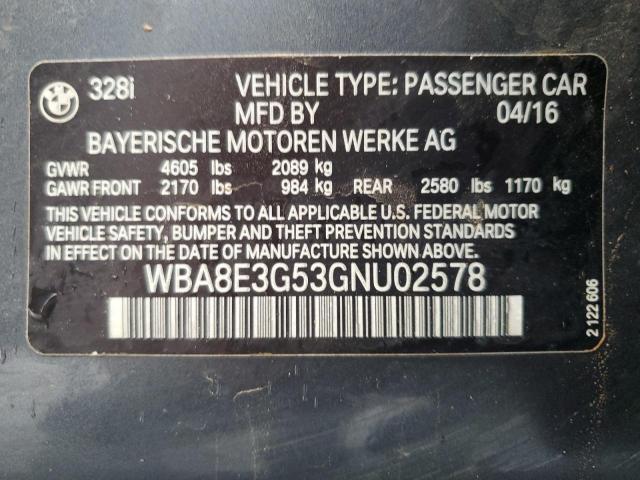 328i VEHICLE TYPE: PASSENGER CAR
MFD BY 04/16
BAYERISCHE MOTOREN WERKE AG
GVWR 4605 lbs 2089 kg
GAWR FRONT 2170 lbs 984 kg REAR 2580 lbs 1170 kg
THIS VEHICLE CONFORMS TO ALL APPLICABLE U.S. FEDERAL MOTOR
VEHICLE SAFETY, BUMPER AND THEFT PREVENTION STANDARDS
IN EFFECT ON THE DATE OF MANUFACTURE SHOWN ABOVE.
WBA8E3G53GNU02578
2 122 606